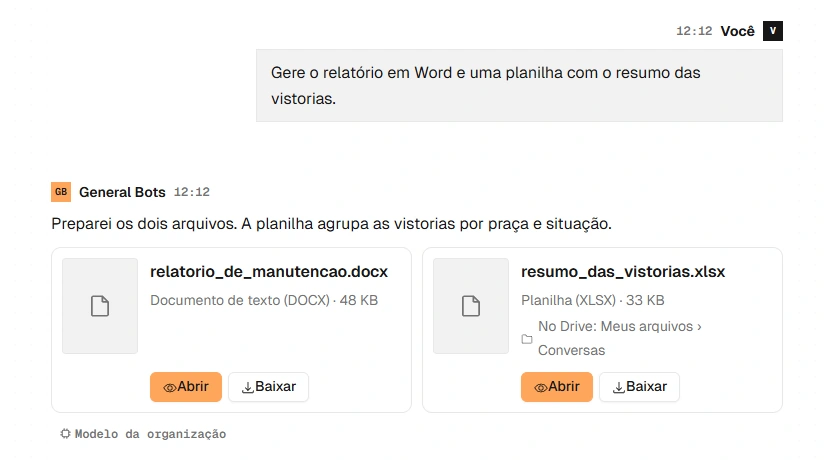 12:12 Você V
Gere o relatório em Word e uma planilha com o resumo das
vistorias.
GB General Bots 12:12
Preparei os dois arquivos. A planilha agrupa as vistorias por praça e situação.
relatorio_de_manutencao.docx
Documento de texto (DOCX) · 48 KB
Abrir Baixar
resumo_das_vistorias.xlsx
Planilha (XLSX) · 33 KB
No Drive: Meus arquivos ›
Conversas
Abrir Baixar
Modelo da organização